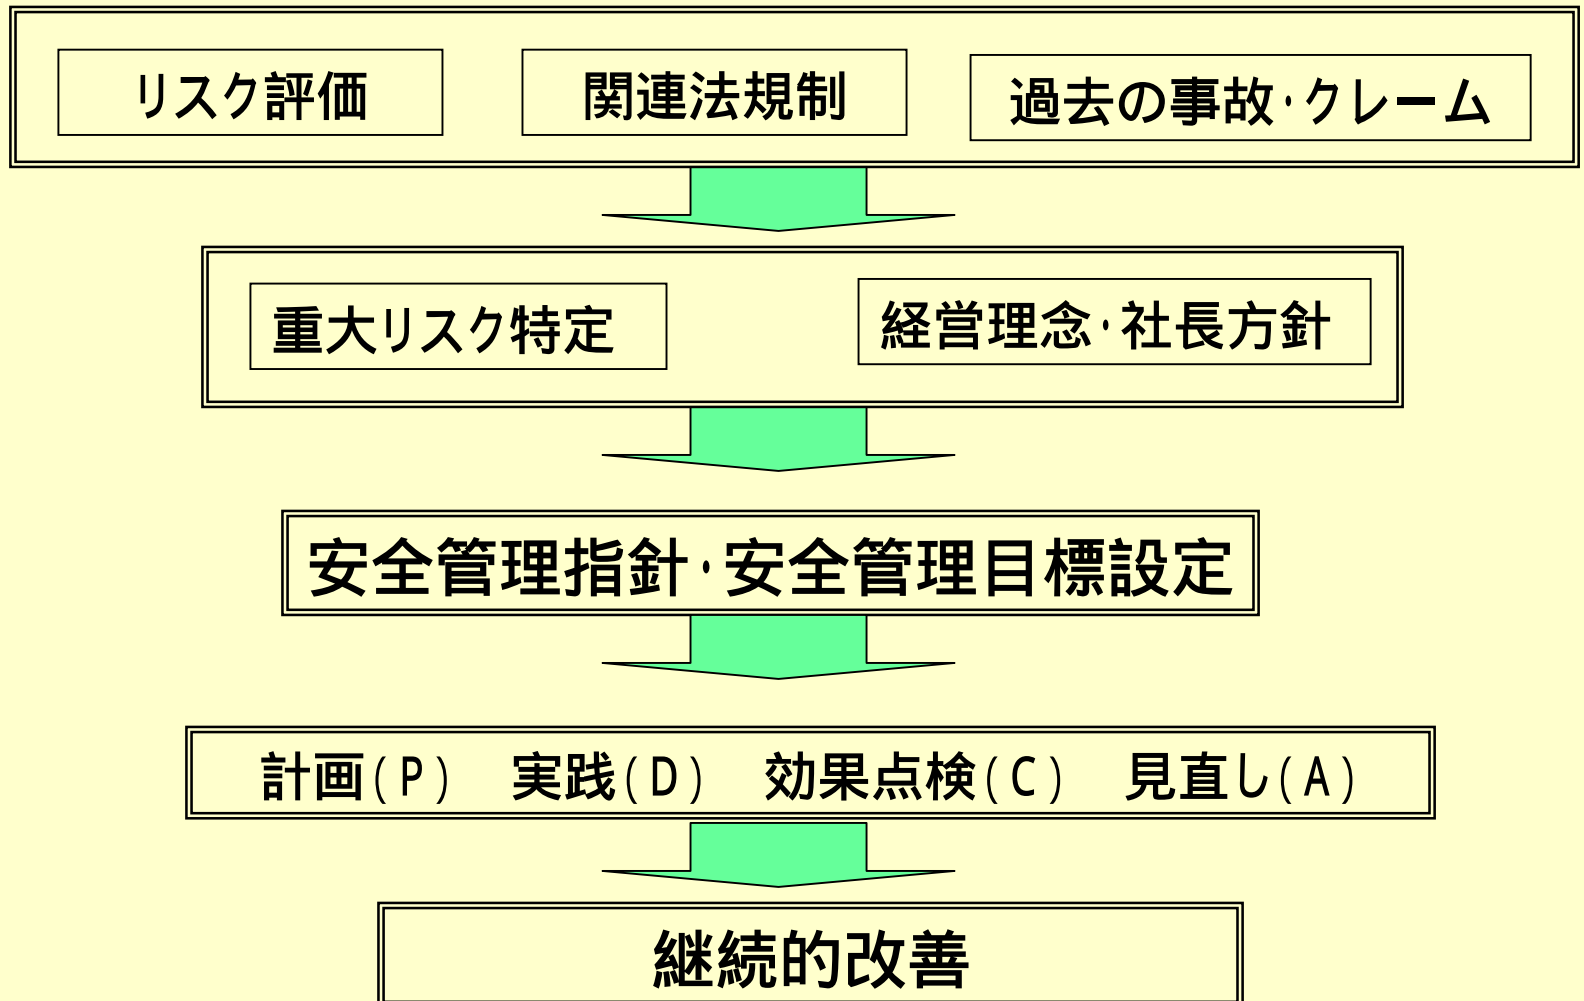 リスク評価 関連法規制 過去の事故・クレーム
重大リスク特定 経営理念・社長方針
安全管理指針・安全管理目標設定
計画(P) 実践(D) 効果点検(C) 見直し(A)
継続的改善